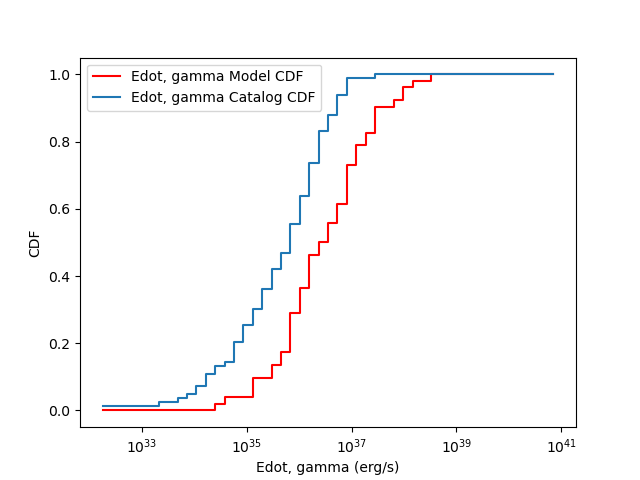 Edot, gamma Model CDF
Edot, gamma Catalog CDF
1.0
0.8
0.6
0.4
0.2
0.0
CDF
10^33 10^35 10^37 10^39 10^41
Edot, gamma (erg/s)